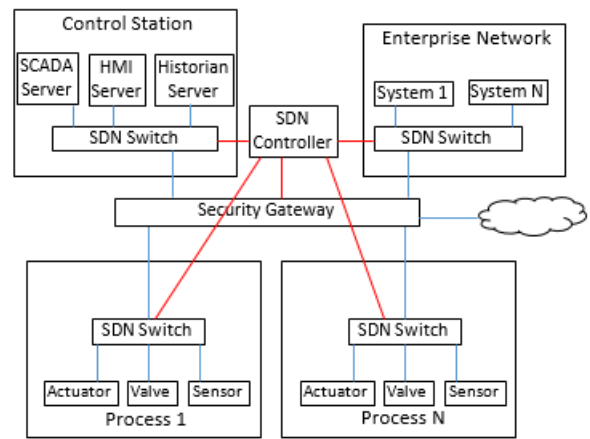 Control Station
SCADA
Server
HMI
Server
Historian
Server
SDN Switch
SDN
Controller
Enterprise Network
System 1
System N
SDN Switch
Security Gateway
SDN Switch
Actuator
Valve
Sensor
Process 1
SDN Switch
Actuator
Valve
Sensor
Process N